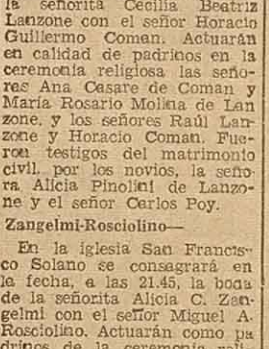 la señorita Cecilia Beatriz
Lanzone con el señor Horacio
Guillermo Coman. Actuarán
en calidad de padrinos en la
ceremonia religiosa las seño-
res Ana Casare de Coman y
María Rosario Molina de Lan
zone, y los señores Raúl Lan-
zone y Horacio Coman. Fue-
ron testigos del matrimonio
civil, por los novios, la seño-
ra Alicia Pinolini de Lanzo-
ne y el señor Carlos Poy.
Zangelmi-Rosciolino—
En la iglesia San Francis-
co Solano se consagrará en
la fecha, a las 21.45, la boda
de la señorita Alicia C. Zan-
gelmi con el señor Miguel A.
Rosciolino. Actuarán como pa
drinos de la ceremonia reli-